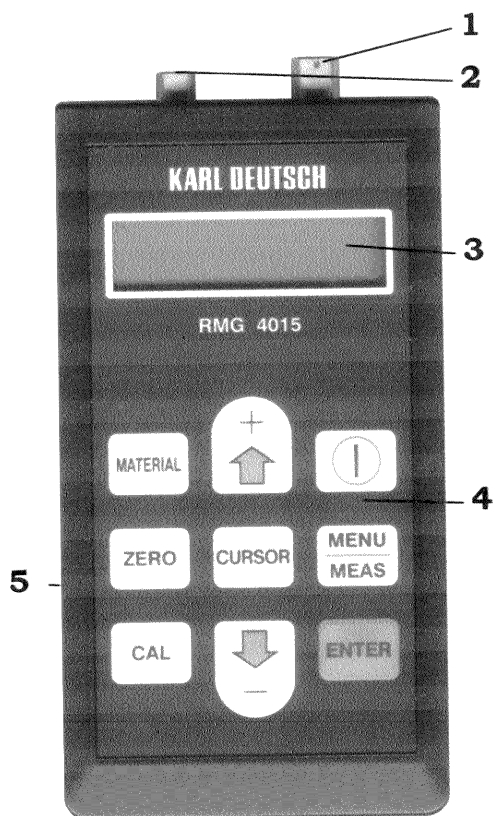 1
2
KARL DEUTSCH
3
RMG 4015
+
MATERIAL
4
ZERO
CURSOR
MENU
MEAS
5
CAL
ENTER
−